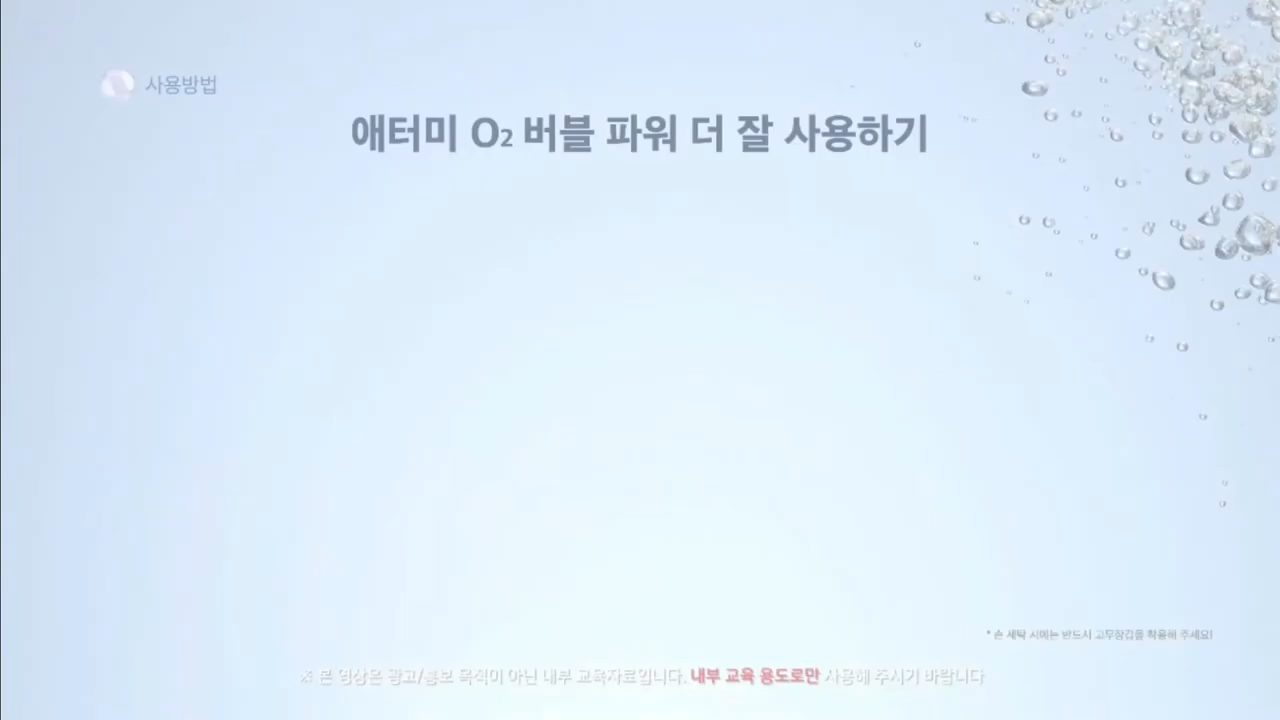 사용방법
애터미 O₂ 버블 파워 더 잘 사용하기
* 손 세탁 시에는 반드시 고무장갑을 착용해 주세요!
※ 본 영상은 광고/홍보 목적이 아닌 내부 교육자료입니다. 내부 교육 용도로만 사용해 주시기 바랍니다